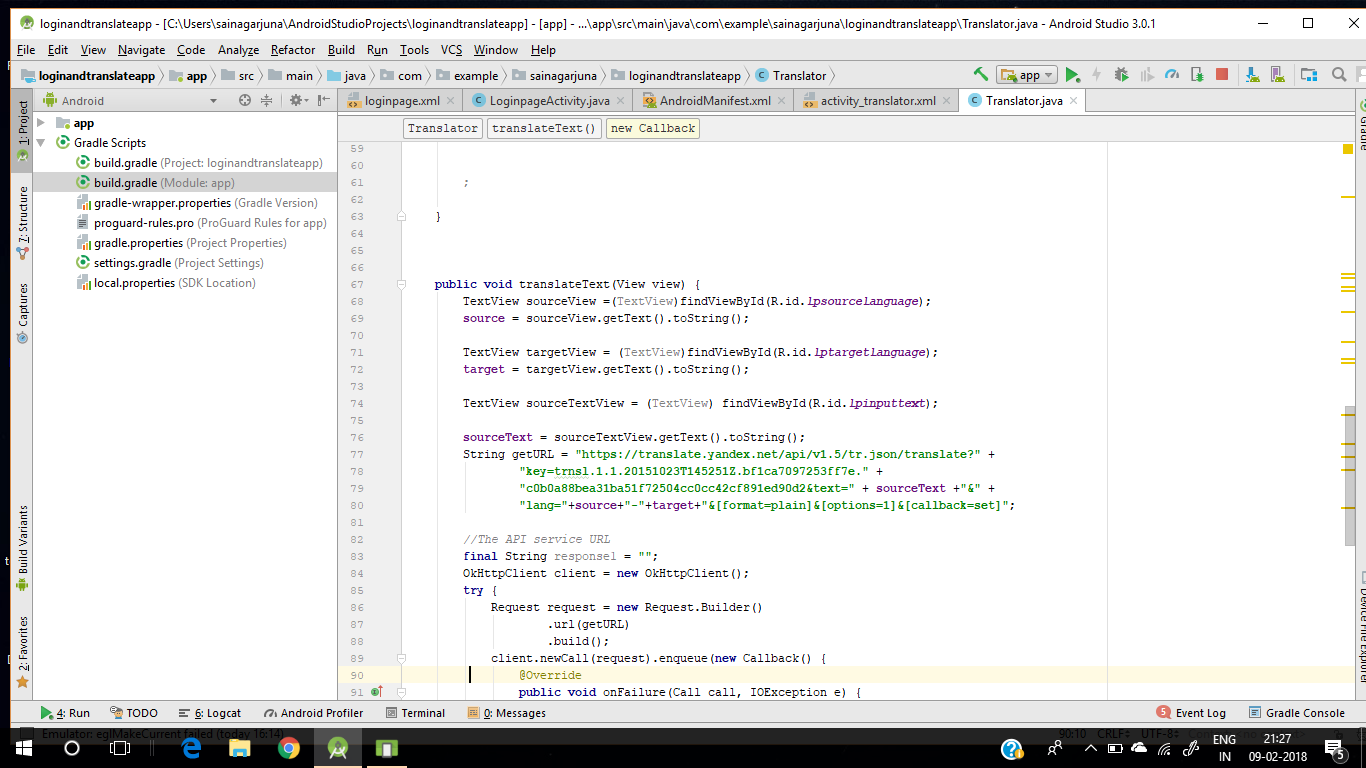 loginandtranslateapp - [C:\Users\sainagarjuna\AndroidStudioProjects\loginandtranslateapp] - [app] - ...\app\src\main\java\com\example\sainagarjuna\loginandtranslateapp\Translator.java - Android Studio 3.0.1
File Edit View Navigate Code Analyze Refactor Build Run Tools VCS Window Help
loginandtranslateapp app src main java com example sainagarjuna loginandtranslateapp Translator app
Android loginpage.xml LoginpageActivity.java AndroidManifest.xml activity_translator.xml Translator.java
1: Project
7: Structure
Captures
Build Variants
2: Favorites
app
Gradle Scripts
build.gradle (Project: loginandtranslateapp)
build.gradle (Module: app)
gradle-wrapper.properties (Gradle Version)
proguard-rules.pro (ProGuard Rules for app)
gradle.properties (Project Properties)
settings.gradle (Project Settings)
local.properties (SDK Location)
Translator translateText() new Callback
59
60
61 ;
62
63 }
64
65
66
67 public void translateText(View view) {
68 TextView sourceView =(TextView)findViewById(R.id.lpsourcelanguage);
69 source = sourceView.getText().toString();
70
71 TextView targetView = (TextView)findViewById(R.id.lptargetlanguage);
72 target = targetView.getText().toString();
73
74 TextView sourceTextView = (TextView) findViewById(R.id.lpinputtext);
75
76 sourceText = sourceTextView.getText().toString();
77 String getURL = "https://translate.yandex.net/api/v1.5/tr.json/translate?" +
78 "key=trnsl.1.1.20151023T145251Z.bf1ca7097253ff7e." +
79 "c0b0a88bea31ba51f72504cc0cc42cf891ed90d2&text=" + sourceText +"&" +
80 "lang="+source+"-"+target+"&[format=plain]&[options=1]&[callback=set]";
81
82 //The API service URL
83 final String response1 = "";
84 OkHttpClient client = new OkHttpClient();
85 try {
86 Request request = new Request.Builder()
87 .url(getURL)
88 .build();
89 client.newCall(request).enqueue(new Callback() {
90 @Override
91 public void onFailure(Call call, IOException e) {
Gradle
Device File Explorer
4: Run TODO 6: Logcat Android Profiler Terminal 0: Messages 5 Event Log Gradle Console
Emulator: eglMakeCurrent failed (today 16:14) 90:10 CRLF UTF-8
ENG
IN
21:27
09-02-2018
5